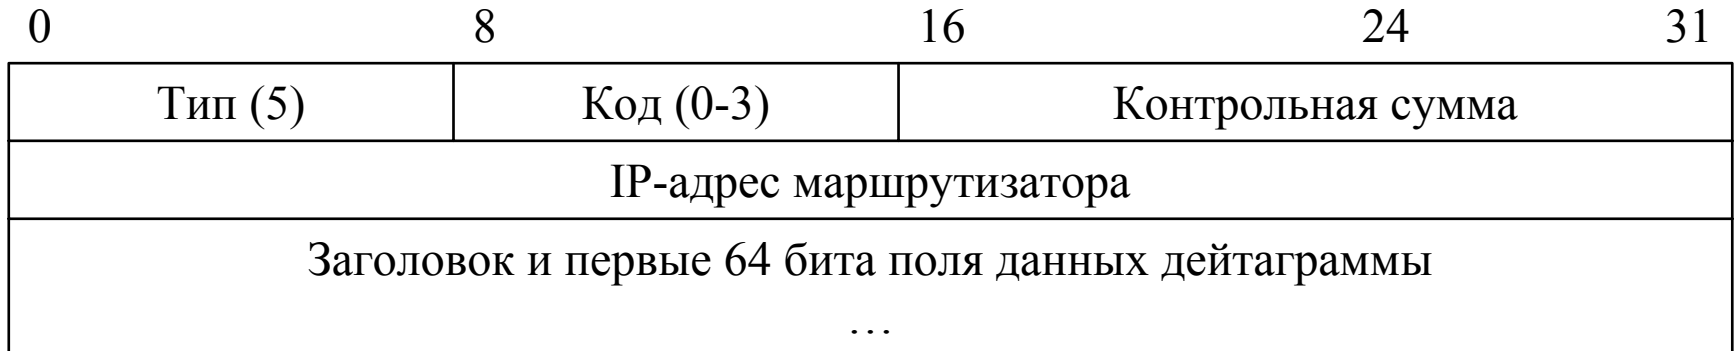 0 8 16 24 31
Тип (5) Код (0-3) Контрольная сумма
IP-адрес маршрутизатора
Заголовок и первые 64 бита поля данных дейтаграммы
…